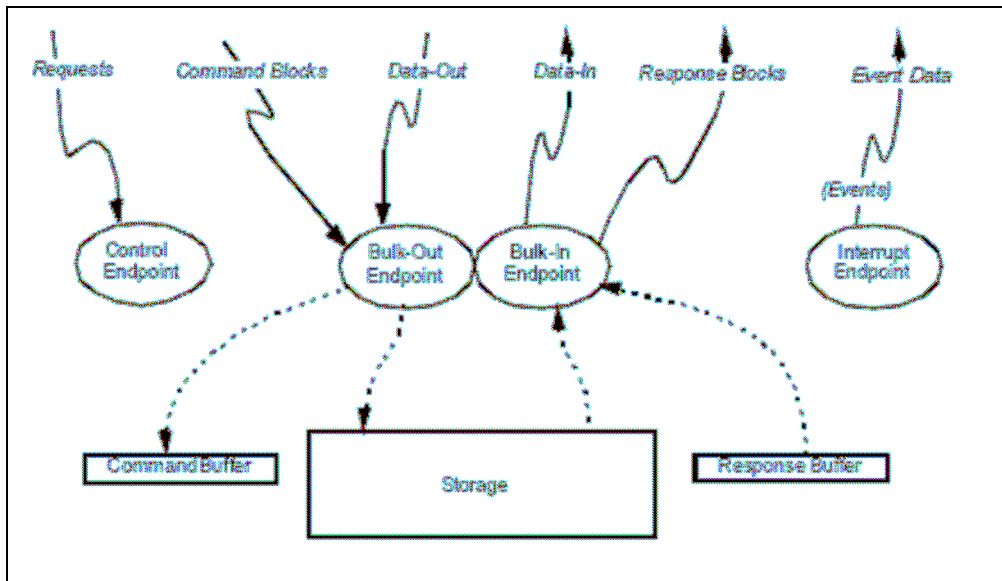 Requests
Command Blocks
Data-Out
Data-In
Response Blocks
Event Data
(Events)
Control
Endpoint
Bulk-Out
Endpoint
Bulk-In
Endpoint
Interrupt
Endpoint
Command Buffer
Storage
Response Buffer